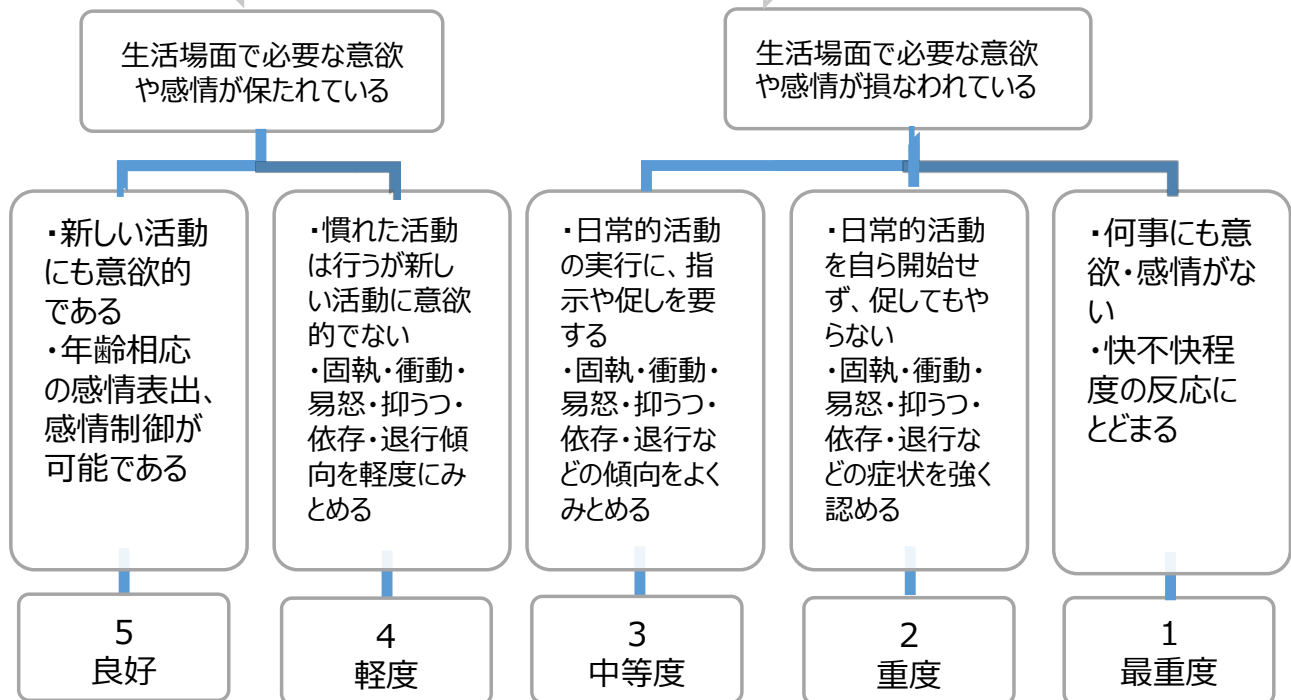 生活場面で必要な意欲
や感情が保たれている
生活場面で必要な意欲
や感情が損なわれている
・新しい活動
にも意欲的
である
・年齢相応
の感情表出、
感情制御が
可能である
・慣れた活動
は行うが新し
い活動に意欲
的でない
・固執・衝動・
易怒・抑うつ・
依存・退行傾
向を軽度にみ
とめる
・日常的活動
の実行に、指
示や促しを要
する
・固執・衝動・
易怒・抑うつ・
依存・退行な
どの傾向をよく
みとめる
・日常的活動
を自ら開始せ
ず、促してもや
らない
・固執・衝動・
易怒・抑うつ・
依存・退行な
どの症状を強く
認める
・何事にも意
欲・感情がな
い
・快不快程
度の反応に
とどまる
5
良好
4
軽度
3
中等度
2
重度
1
最重度